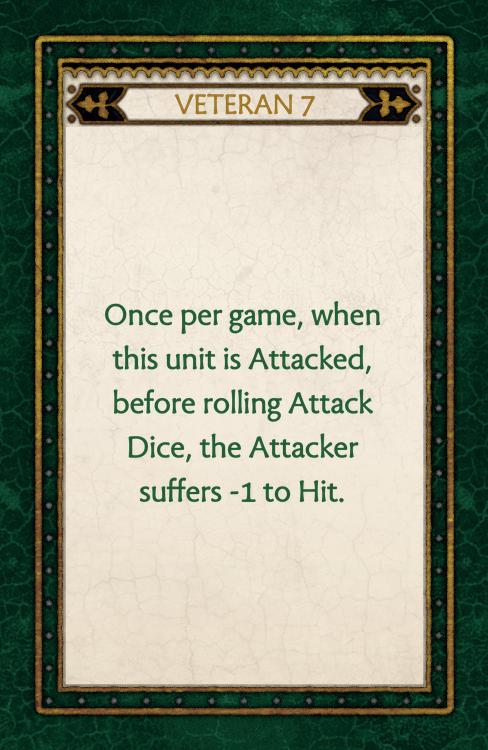 VETERAN 7
Once per game, when
this unit is Attacked,
before rolling Attack
Dice, the Attacker
suffers -1 to Hit.